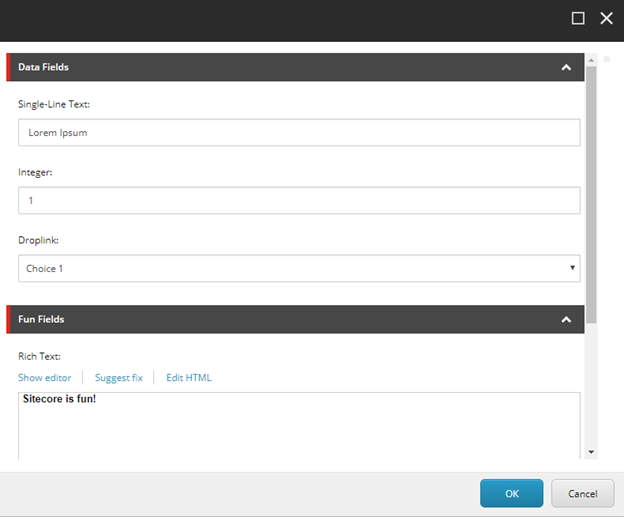 Data Fields
Single-Line Text:
Lorem Ipsum
Integer:
1
Droplink:
Choice 1
Fun Fields
Rich Text:
Show editor Suggest fix Edit HTML
Sitecore is fun!
OK Cancel